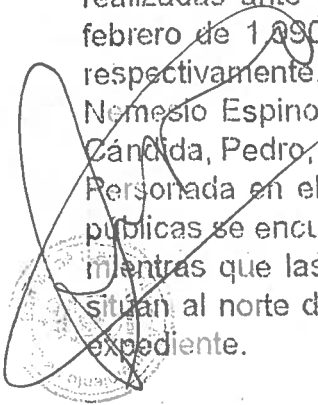 realizadas ante
febrero de 1.990
respectivamente.
Nemesio Espino
Cándida, Pedro,
Personada en el
públicas se encu
mientras que las
sitúan al norte d
expediente.